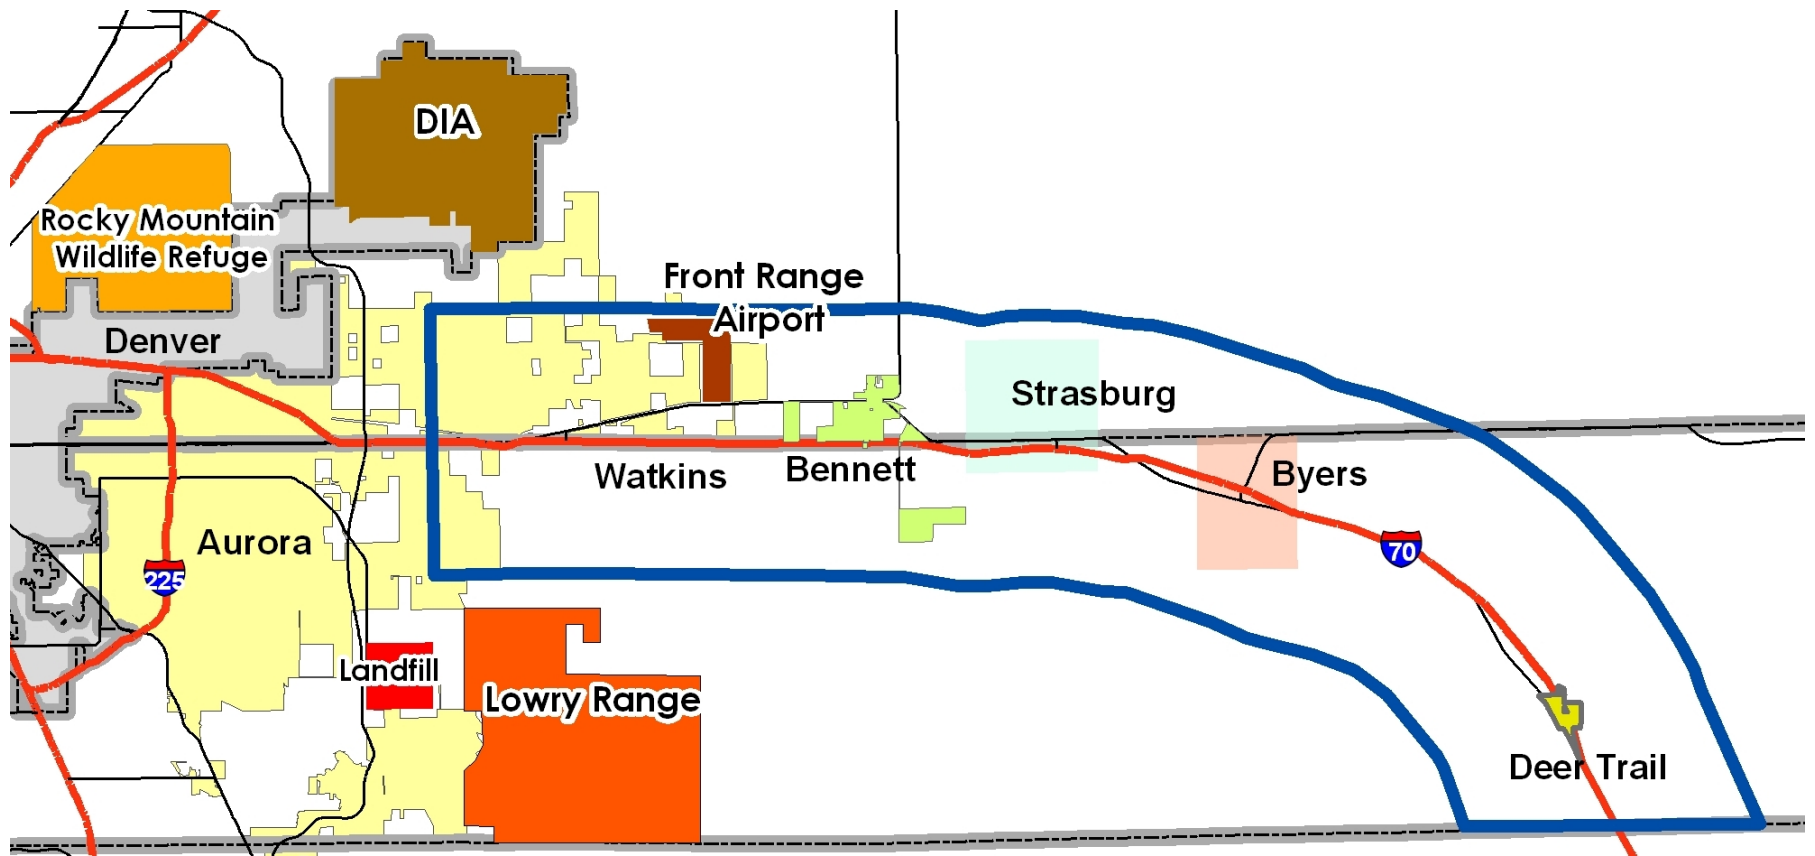 DIA
Rocky Mountain
Wildlife Refuge
Front Range
Airport
Denver
Strasburg
Watkins
Bennett
Byers
Aurora
70
225
Landfill
Lowry Range
Deer Trail